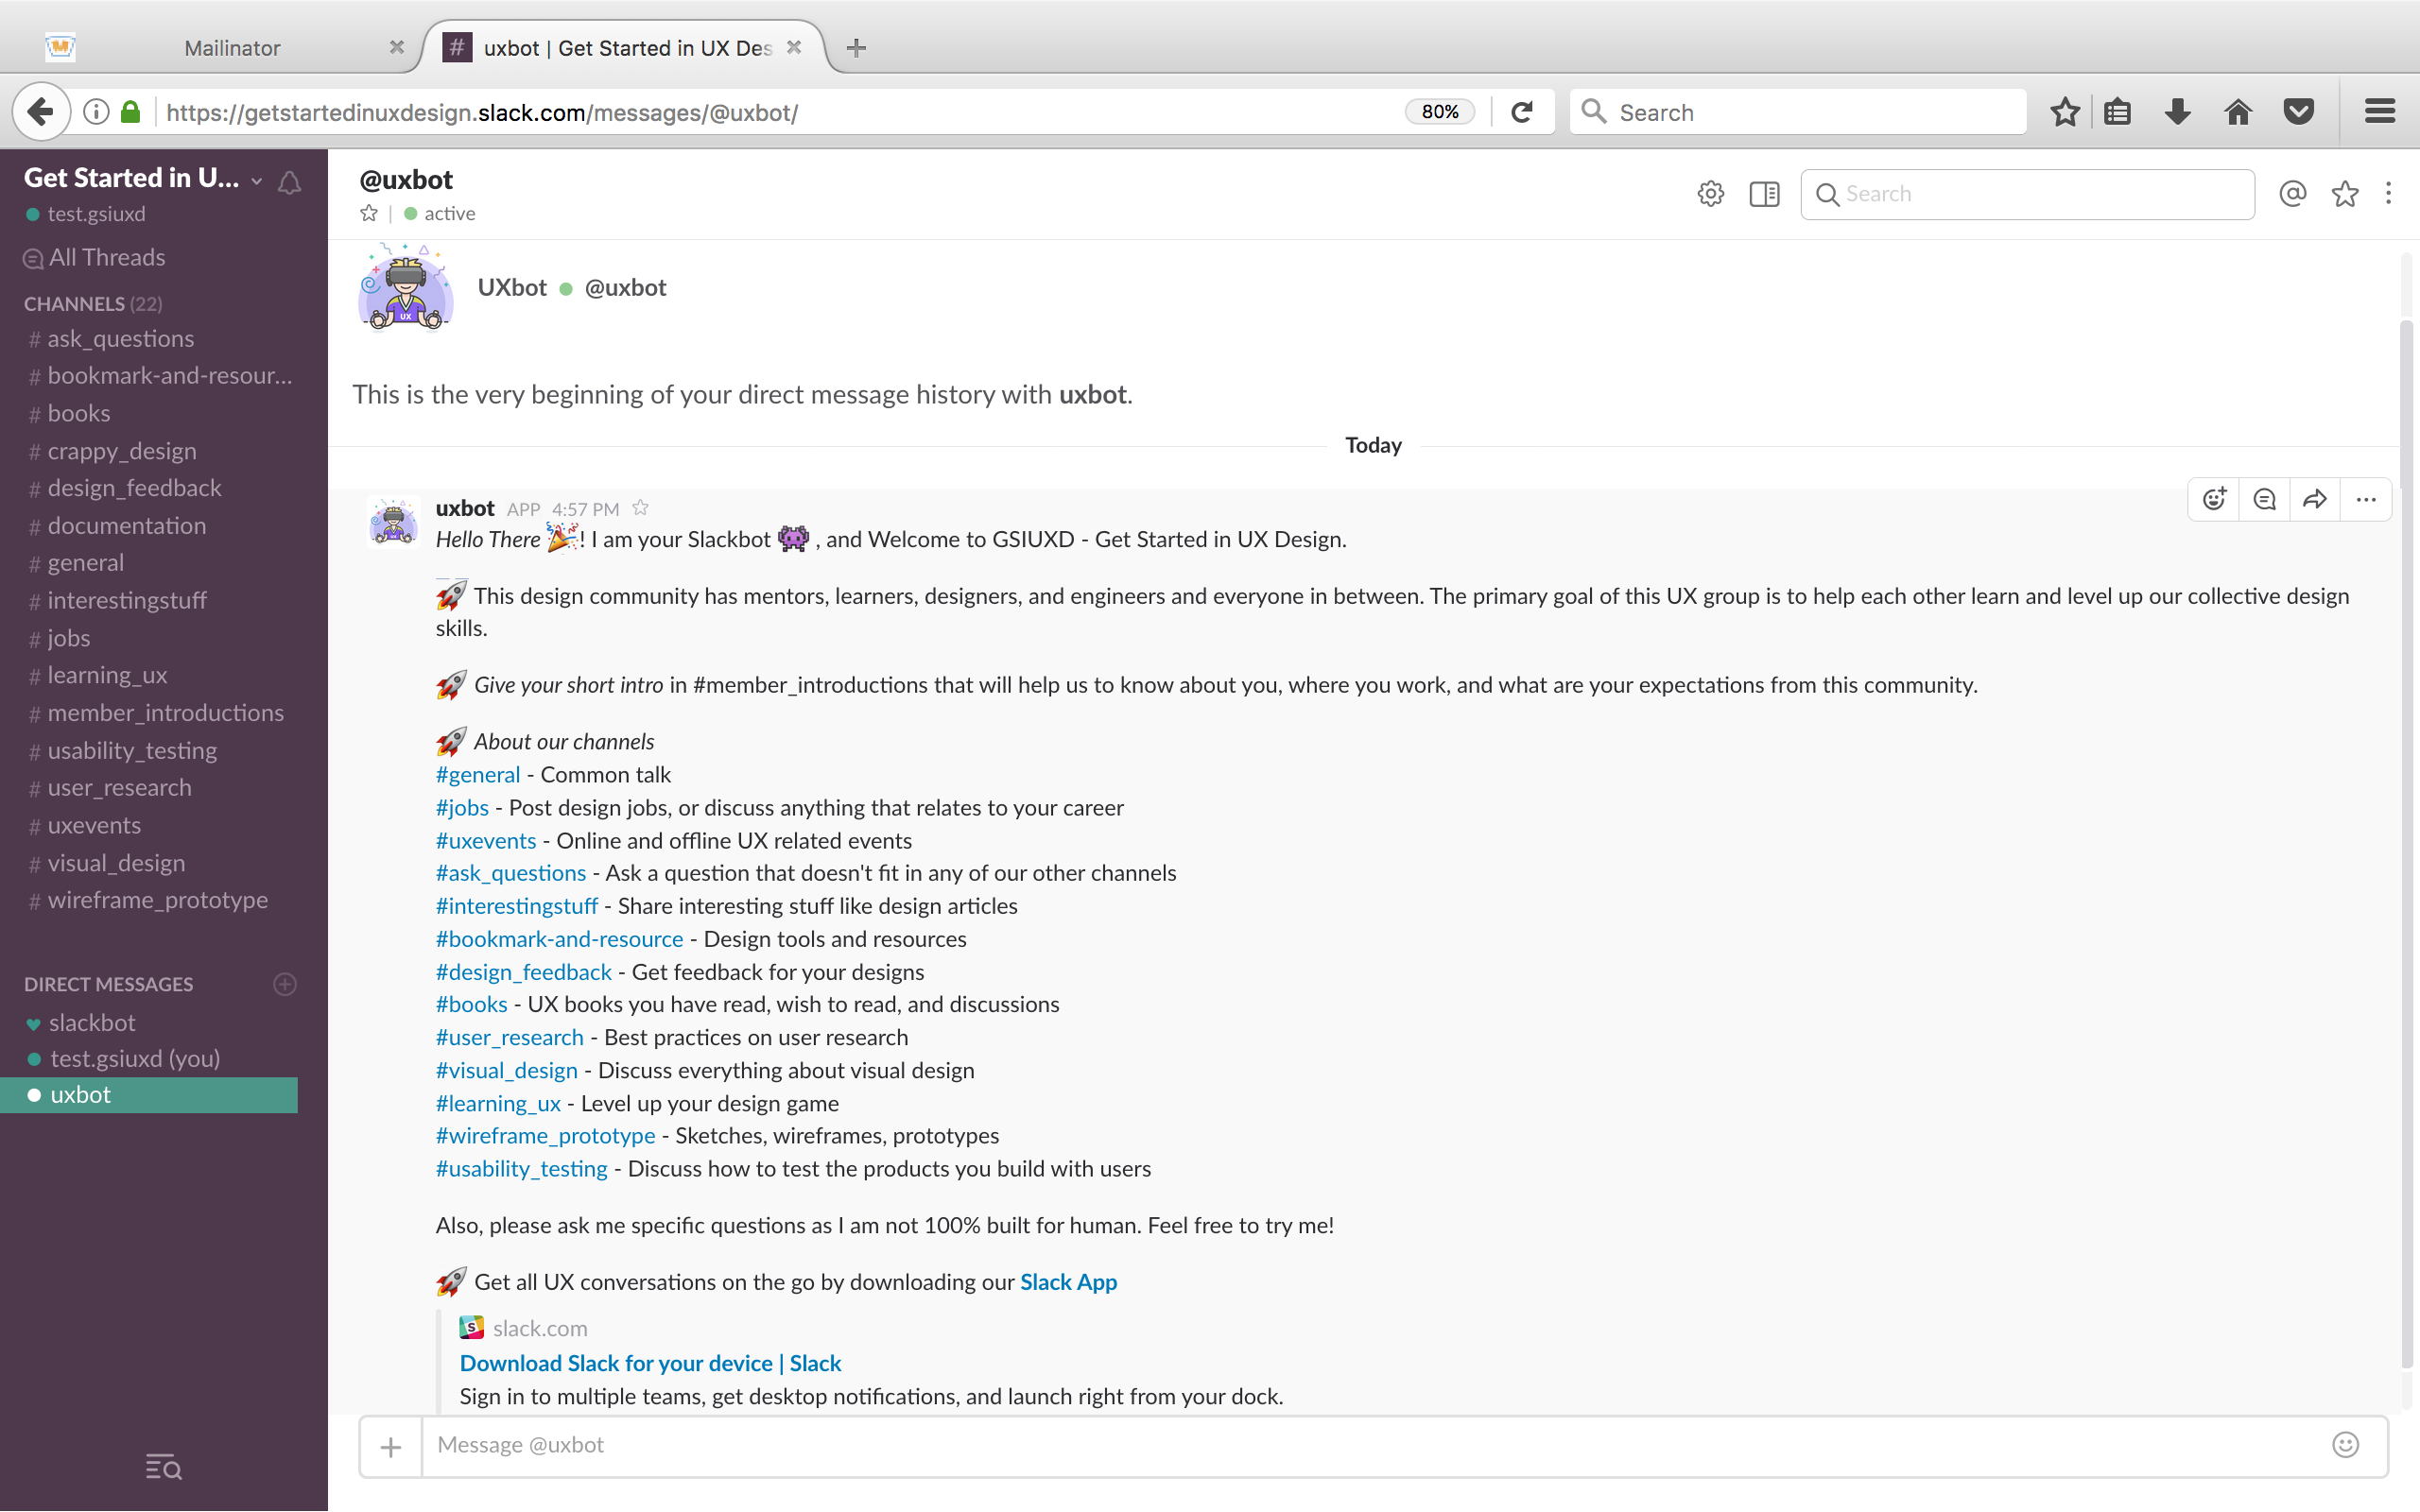 Mailinator
uxbot | Get Started in UX Des
https://getstartedinuxdesign.slack.com/messages/@uxbot/
80%
Search
Get Started in U...
test.gsiuxd
All Threads
CHANNELS (22)
# ask_questions
# bookmark-and-resour...
# books
# crappy_design
# design_feedback
# documentation
# general
# interestingstuff
# jobs
# learning_ux
# member_introductions
# usability_testing
# user_research
# uxevents
# visual_design
# wireframe_prototype
DIRECT MESSAGES
slackbot
test.gsiuxd (you)
uxbot
@uxbot
active
Search
UX
UXbot @uxbot
This is the very beginning of your direct message history with uxbot.
Today
uxbot APP 4:57 PM
Hello There 🎉! I am your Slackbot 👾 , and Welcome to GSIUXD - Get Started in UX Design.
🚀 This design community has mentors, learners, designers, and engineers and everyone in between. The primary goal of this UX group is to help each other learn and level up our collective design
skills.
🚀 Give your short intro in #member_introductions that will help us to know about you, where you work, and what are your expectations from this community.
🚀 About our channels
#general - Common talk
#jobs - Post design jobs, or discuss anything that relates to your career
#uxevents - Online and offline UX related events
#ask_questions - Ask a question that doesn't fit in any of our other channels
#interestingstuff - Share interesting stuff like design articles
#bookmark-and-resource - Design tools and resources
#design_feedback - Get feedback for your designs
#books - UX books you have read, wish to read, and discussions
#user_research - Best practices on user research
#visual_design - Discuss everything about visual design
#learning_ux - Level up your design game
#wireframe_prototype - Sketches, wireframes, prototypes
#usability_testing - Discuss how to test the products you build with users
Also, please ask me specific questions as I am not 100% built for human. Feel free to try me!
🚀 Get all UX conversations on the go by downloading our Slack App
slack.com
Download Slack for your device | Slack
Sign in to multiple teams, get desktop notifications, and launch right from your dock.
Message @uxbot